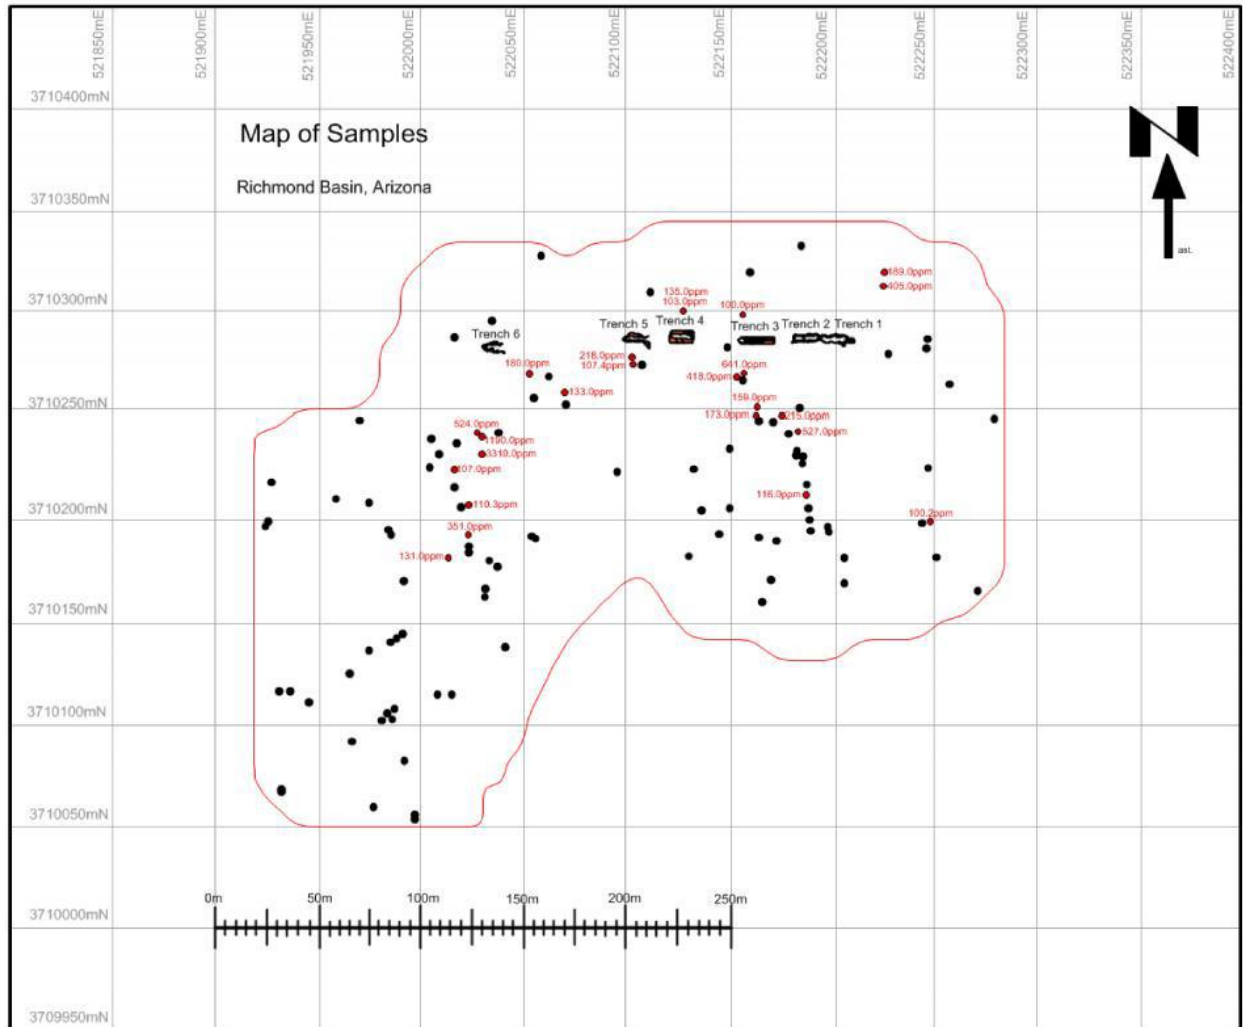 521850mE
521900mE
521950mE
522000mE
522050mE
522100mE
522150mE
522200mE
522250mE
522300mE
522350mE
522400mE
3710400mN
Map of Samples
Richmond Basin, Arizona
3710350mN
ast.
3710300mN
489.0ppm
405.0ppm
135.0ppm
103.0ppm
100.0ppm
Trench 6
Trench 5
Trench 4
Trench 3
Trench 2
Trench 1
218.0ppm
107.4ppm
180.0ppm
133.0ppm
641.0ppm
418.0ppm
3710250mN
159.0ppm
173.0ppm
215.0ppm
527.0ppm
524.0ppm
1190.0ppm
3310.0ppm
107.0ppm
116.0ppm
110.3ppm
3710200mN
100.2ppm
351.0ppm
131.0ppm
3710150mN
3710100mN
3710050mN
0m 50m 100m 150m 200m 250m
3710000mN
3709950mN